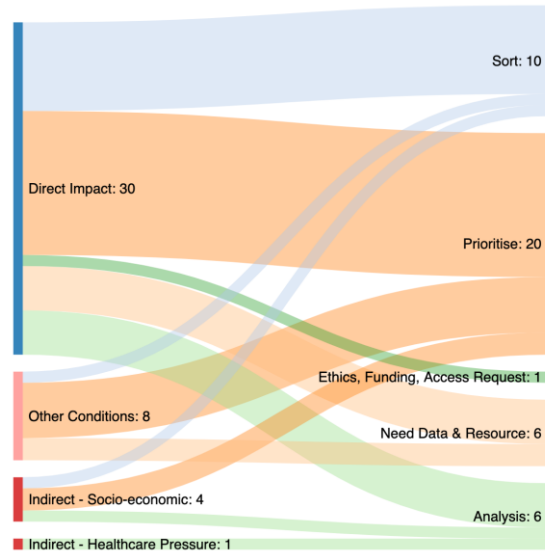 Sort: 10
Direct Impact: 30
Prioritise: 20
Ethics, Funding, Access Request: 1
Other Conditions: 8
Need Data & Resource: 6
Indirect - Socio-economic: 4
Analysis: 6
Indirect - Healthcare Pressure: 1